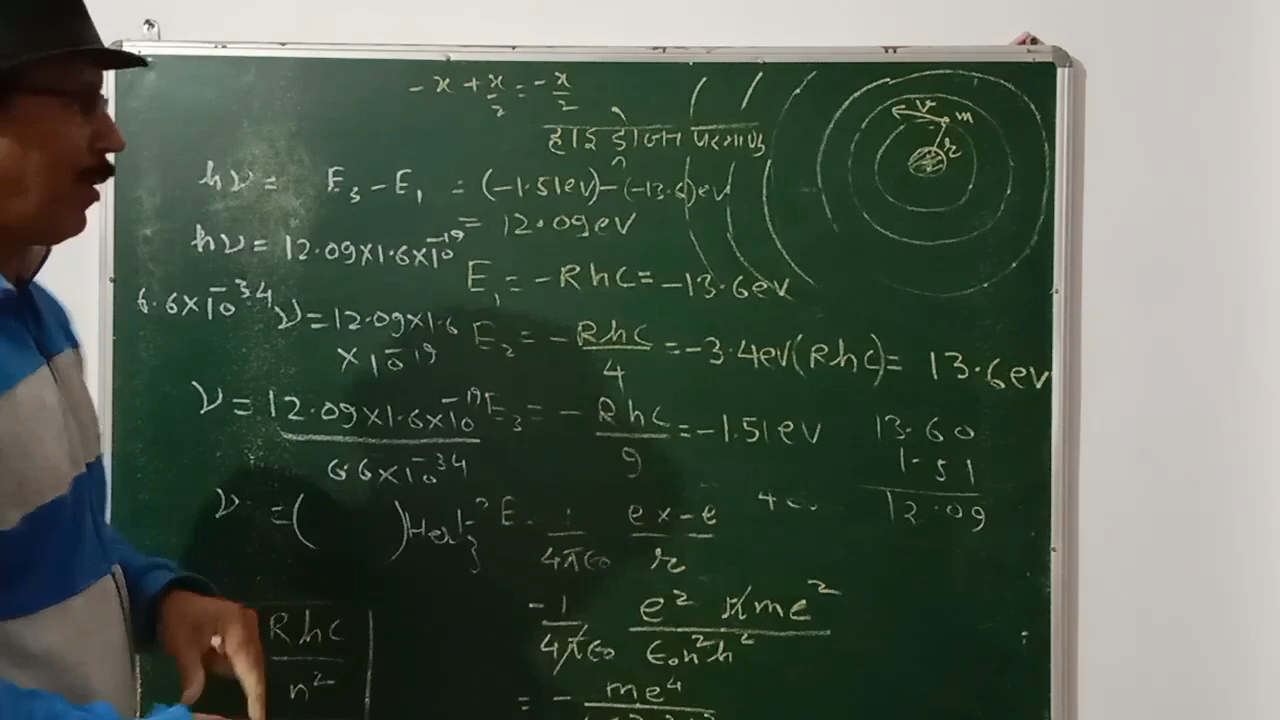 -x + x/2 = -x/2
हाइड्रोजन परमाणु
v m
r
hν = E₃ - E₁ = (-1.51ev) - (-13.6)ev
= 12.09ev
hν = 12.09×1.6×10⁻¹⁹
E₁ = -Rhc = -13.6ev
6.6×10⁻³⁴ ν = 12.09×1.6
×10⁻¹⁹
E₂ = -Rhc/4 = -3.4ev (Rhc) = 13.6ev
ν = 12.09×1.6×10⁻¹⁹/6.6×10⁻³⁴
E₃ = -Rhc/9 = -1.51ev
13.60
1.51
12.09
ν = ( ) Hertz
1/4πε₀ e×-e/r
-1/4πε₀ e² πme²/ε₀n²h²
Rhc/n²
= - me⁴